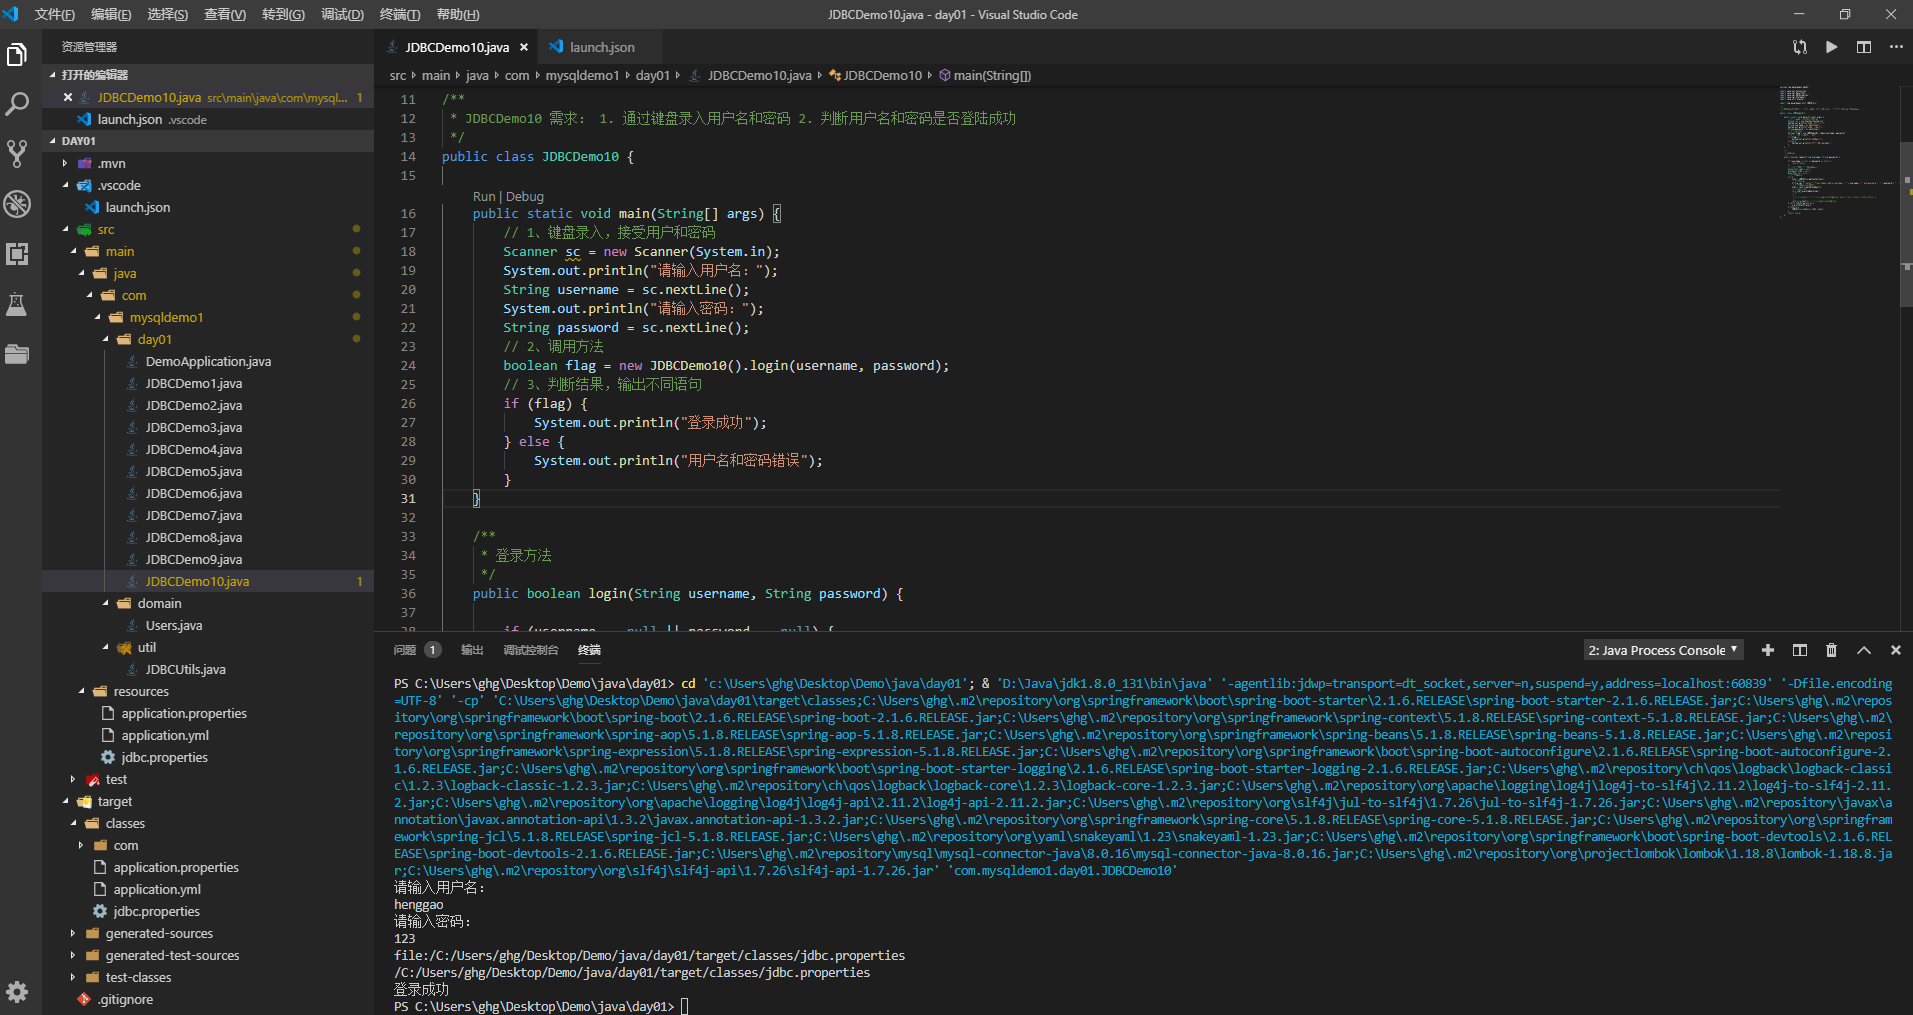 文件(F) 编辑(E) 选择(S) 查看(V) 转到(G) 调试(D) 终端(T) 帮助(H)
JDBCDemo10.java - day01 - Visual Studio Code
资源管理器
打开的编辑器
JDBCDemo10.java src\main\java\com\mysql... 1
launch.json .vscode
DAY01
.mvn
.vscode
launch.json
src
main
java
com
mysqldemo1
day01
DemoApplication.java
JDBCDemo1.java
JDBCDemo2.java
JDBCDemo3.java
JDBCDemo4.java
JDBCDemo5.java
JDBCDemo6.java
JDBCDemo7.java
JDBCDemo8.java
JDBCDemo9.java
JDBCDemo10.java 1
domain
Users.java
util
JDBCUtils.java
resources
application.properties
application.yml
jdbc.properties
test
target
classes
com
application.properties
application.yml
jdbc.properties
generated-sources
generated-test-sources
test-classes
.gitignore
JDBCDemo10.java launch.json
src main java com mysqldemo1 day01 JDBCDemo10.java JDBCDemo10 main(String[])
11 /**
12 * JDBCDemo10 需求： 1. 通过键盘录入用户名和密码 2. 判断用户名和密码是否登陆成功
13 */
14 public class JDBCDemo10 {
15
Run | Debug
16 public static void main(String[] args) {
17 // 1、键盘录入，接受用户和密码
18 Scanner sc = new Scanner(System.in);
19 System.out.println("请输入用户名：");
20 String username = sc.nextLine();
21 System.out.println("请输入密码：");
22 String password = sc.nextLine();
23 // 2、调用方法
24 boolean flag = new JDBCDemo10().login(username, password);
25 // 3、判断结果，输出不同语句
26 if (flag) {
27 System.out.println("登录成功");
28 } else {
29 System.out.println("用户名和密码错误");
30 }
31 }
32
33 /**
34 * 登录方法
35 */
36 public boolean login(String username, String password) {
37
38 if (username == null || password == null) {
问题 1 输出 调试控制台 终端
2: Java Process Console
PS C:\Users\ghg\Desktop\Demo\java\day01> cd 'c:\Users\ghg\Desktop\Demo\java\day01'; & 'D:\Java\jdk1.8.0_131\bin\java' '-agentlib:jdwp=transport=dt_socket,server=n,suspend=y,address=localhost:60839' '-Dfile.encoding
=UTF-8' '-cp' 'C:\Users\ghg\Desktop\Demo\java\day01\target\classes;C:\Users\ghg\.m2\repository\org\springframework\boot\spring-boot-starter\2.1.6.RELEASE\spring-boot-starter-2.1.6.RELEASE.jar;C:\Users\ghg\.m2\repos
itory\org\springframework\boot\spring-boot\2.1.6.RELEASE\spring-boot-2.1.6.RELEASE.jar;C:\Users\ghg\.m2\repository\org\springframework\spring-context\5.1.8.RELEASE\spring-context-5.1.8.RELEASE.jar;C:\Users\ghg\.m2\
repository\org\springframework\spring-aop\5.1.8.RELEASE\spring-aop-5.1.8.RELEASE.jar;C:\Users\ghg\.m2\repository\org\springframework\spring-beans\5.1.8.RELEASE\spring-beans-5.1.8.RELEASE.jar;C:\Users\ghg\.m2\reposi
tory\org\springframework\spring-expression\5.1.8.RELEASE\spring-expression-5.1.8.RELEASE.jar;C:\Users\ghg\.m2\repository\org\springframework\boot\spring-boot-autoconfigure\2.1.6.RELEASE\spring-boot-autoconfigure-2.
1.6.RELEASE.jar;C:\Users\ghg\.m2\repository\org\springframework\boot\spring-boot-starter-logging\2.1.6.RELEASE\spring-boot-starter-logging-2.1.6.RELEASE.jar;C:\Users\ghg\.m2\repository\ch\qos\logback\logback-classi
c\1.2.3\logback-classic-1.2.3.jar;C:\Users\ghg\.m2\repository\ch\qos\logback\logback-core\1.2.3\logback-core-1.2.3.jar;C:\Users\ghg\.m2\repository\org\apache\logging\log4j\log4j-to-slf4j\2.11.2\log4j-to-slf4j-2.11.
2.jar;C:\Users\ghg\.m2\repository\org\apache\logging\log4j\log4j-api\2.11.2\log4j-api-2.11.2.jar;C:\Users\ghg\.m2\repository\org\slf4j\jul-to-slf4j\1.7.26\jul-to-slf4j-1.7.26.jar;C:\Users\ghg\.m2\repository\javax\a
nnotation\javax.annotation-api\1.3.2\javax.annotation-api-1.3.2.jar;C:\Users\ghg\.m2\repository\org\springframework\spring-core\5.1.8.RELEASE\spring-core-5.1.8.RELEASE.jar;C:\Users\ghg\.m2\repository\org\springfram
ework\spring-jcl\5.1.8.RELEASE\spring-jcl-5.1.8.RELEASE.jar;C:\Users\ghg\.m2\repository\org\yaml\snakeyaml\1.23\snakeyaml-1.23.jar;C:\Users\ghg\.m2\repository\org\springframework\boot\spring-boot-devtools\2.1.6.REL
EASE\spring-boot-devtools-2.1.6.RELEASE.jar;C:\Users\ghg\.m2\repository\mysql\mysql-connector-java\8.0.16\mysql-connector-java-8.0.16.jar;C:\Users\ghg\.m2\repository\org\projectlombok\lombok\1.18.8\lombok-1.18.8.ja
r;C:\Users\ghg\.m2\repository\org\slf4j\slf4j-api\1.7.26\slf4j-api-1.7.26.jar' 'com.mysqldemo1.day01.JDBCDemo10'
请输入用户名：
henggao
请输入密码：
123
file:/C:/Users/ghg/Desktop/Demo/java/day01/target/classes/jdbc.properties
/C:/Users/ghg/Desktop/Demo/java/day01/target/classes/jdbc.properties
登录成功
PS C:\Users\ghg\Desktop\Demo\java\day01>